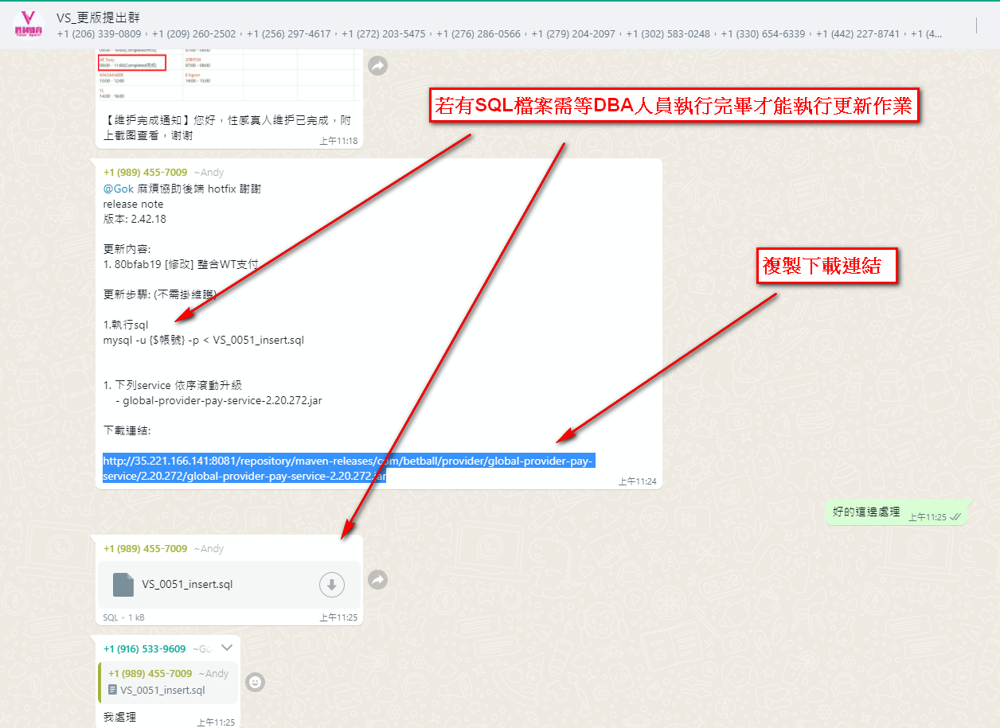 VS_更版提出群
+1 (206) 339-0809，+1 (209) 260-2502，+1 (256) 297-4617，+1 (272) 203-5475，+1 (276) 286-0566，+1 (279) 204-2097，+1 (302) 583-0248，+1 (330) 654-6339，+1 (442) 227-8741，+1 (4...
胜利体育
AE Sexy
09:00 - 11:00(Completed完成)
07:00 - 08:00
KINGMAKER
10:00 - 12:00
E Isport
14:00 - 15:00
YL
14:00 - 16:00
【维护完成通知】您好，性感真人维护已完成，附
上截图查看，谢谢
上午11:18
若有SQL檔案需等DBA人員執行完畢才能執行更新作業
+1 (989) 455-7009 ~Andy
@Gok 麻煩協助後端 hotfix 謝謝
release note
版本: 2.42.18
更新內容:
1. 80bfab19 [修改] 整合WT支付
更新步驟: (不需掛維護)
1.執行sql
mysql -u {$帳號} -p < VS_0051_insert.sql
1. 下列service 依序滾動升級
- global-provider-pay-service-2.20.272.jar
下載連結:
複製下載連結
http://35.221.166.141:8081/repository/maven-releases/com/betball/provider/global-provider-pay-
service/2.20.272/global-provider-pay-service-2.20.272.jar
上午11:24
好的這邊處理
上午11:25
+1 (989) 455-7009 ~Andy
VS_0051_insert.sql
SQL • 1 kB
上午11:25
+1 (916) 533-9609 ~Go
+1 (989) 455-7009 ~Andy
VS_0051_insert.sql
我處理
上午11:25